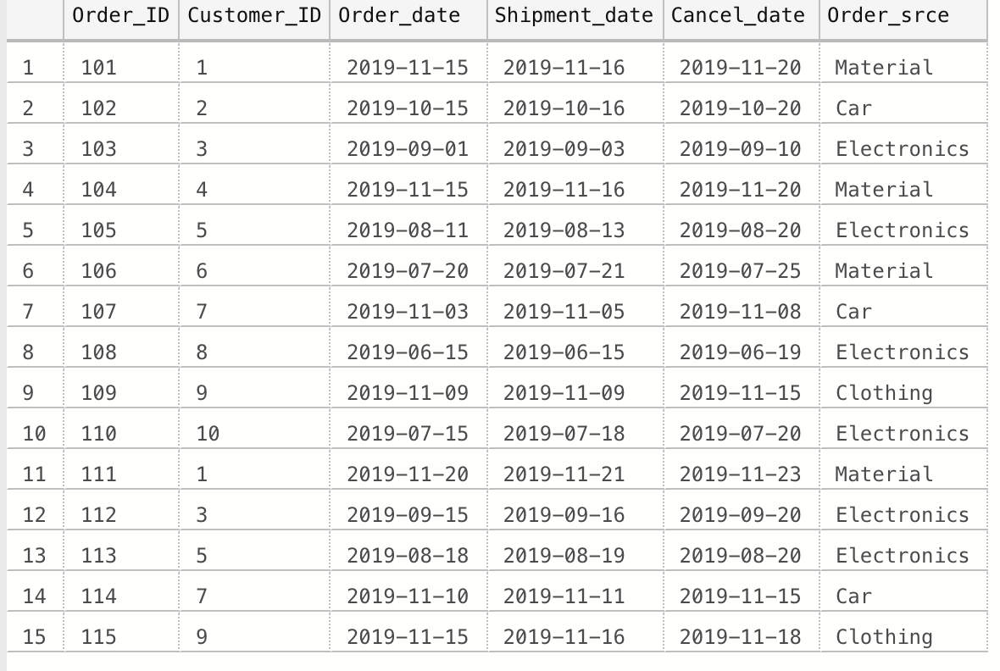 Order_ID Customer_ID Order_date Shipment_date Cancel_date Order_srce
1 101 1 2019-11-15 2019-11-16 2019-11-20 Material
2 102 2 2019-10-15 2019-10-16 2019-10-20 Car
3 103 3 2019-09-01 2019-09-03 2019-09-10 Electronics
4 104 4 2019-11-15 2019-11-16 2019-11-20 Material
5 105 5 2019-08-11 2019-08-13 2019-08-20 Electronics
6 106 6 2019-07-20 2019-07-21 2019-07-25 Material
7 107 7 2019-11-03 2019-11-05 2019-11-08 Car
8 108 8 2019-06-15 2019-06-15 2019-06-19 Electronics
9 109 9 2019-11-09 2019-11-09 2019-11-15 Clothing
10 110 10 2019-07-15 2019-07-18 2019-07-20 Electronics
11 111 1 2019-11-20 2019-11-21 2019-11-23 Material
12 112 3 2019-09-15 2019-09-16 2019-09-20 Electronics
13 113 5 2019-08-18 2019-08-19 2019-08-20 Electronics
14 114 7 2019-11-10 2019-11-11 2019-11-15 Car
15 115 9 2019-11-15 2019-11-16 2019-11-18 Clothing